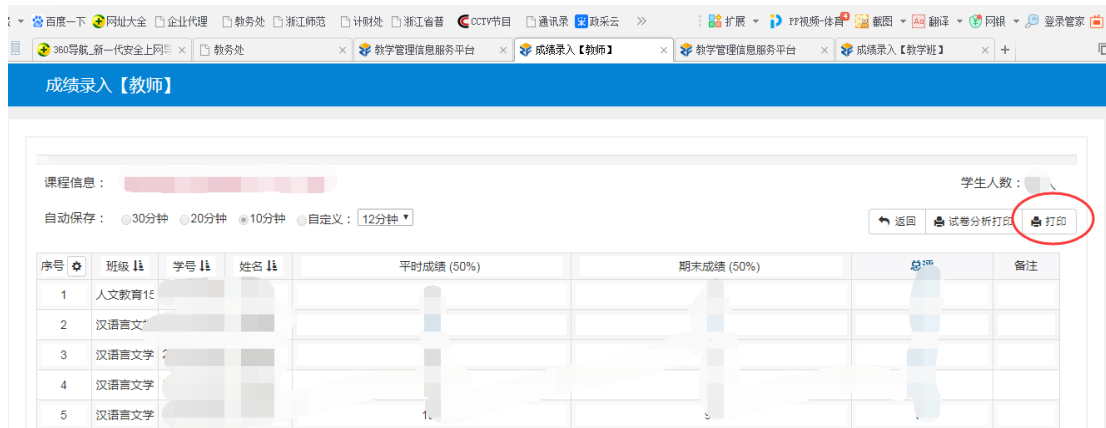 百度一下 网址大全 企业代理 教务处 浙江师范 计财处 浙江省普 CCTV节目 通讯录 采 政采云 扩展 PP视频-体育 截图 翻译 网银 登录管家
360导航_新一代安全上网导 教务处 教学管理信息服务平台 成绩录入【教师】 教学管理信息服务平台 成绩录入【教学班】
成绩录入【教师】
课程信息： 学生人数：
自动保存： 30分钟 20分钟 10分钟 自定义： 12分钟 返回 试卷分析打印 打印
序号 班级 学号 姓名 平时成绩 (50%) 期末成绩 (50%) 总评 备注
1 人文教育15
2 汉语言文
3 汉语言文学
4 汉语言文学
5 汉语言文学